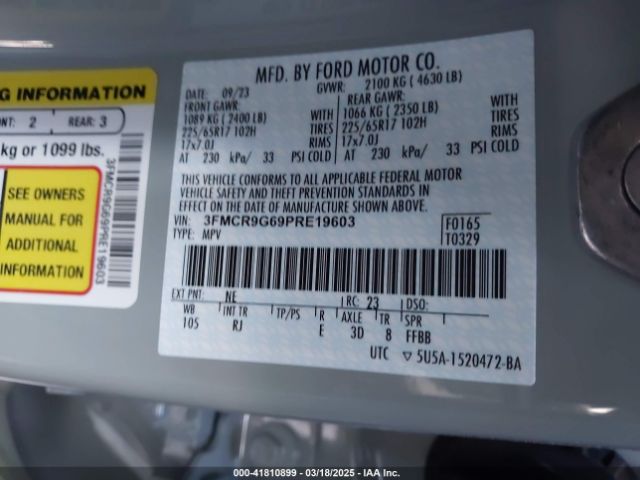 G INFORMATION
NT: 2 REAR: 3
kg or 1099 lbs.
SEE OWNERS
MANUAL FOR
ADDITIONAL
INFORMATION
3FMCR9G69PRE19603
MFD. BY FORD MOTOR CO.
DATE: 09/23 GVWR: 2100 KG ( 4630 LB)
FRONT GAWR: REAR GAWR:
1089 KG ( 2400 LB) WITH 1066 KG ( 2350 LB) WITH
225/65R17 102H TIRES 225/65R17 102H TIRES
17x7.0J RIMS 17x7.0J RIMS
AT 230 kPa/ 33 PSI COLD AT 230 kPa/ 33 PSI COLD
THIS VEHICLE CONFORMS TO ALL APPLICABLE FEDERAL MOTOR
VEHICLE SAFETY AND THEFT PREVENTION STANDARDS IN
EFFECT ON THE DATE OF MANUFACTURE SHOWN ABOVE.
VIN: 3FMCR9G69PRE19603 F0165
TYPE: MPV T0329
EXT PNT: NE RC: 23 DSO:
WB INT TR TP/PS R AXLE TR SPR
105 RJ E 3D 8 FFBB
UTC ▽ 5U5A-1520472-BA
000-41810899 | 03/18/2025 - IAA Inc.